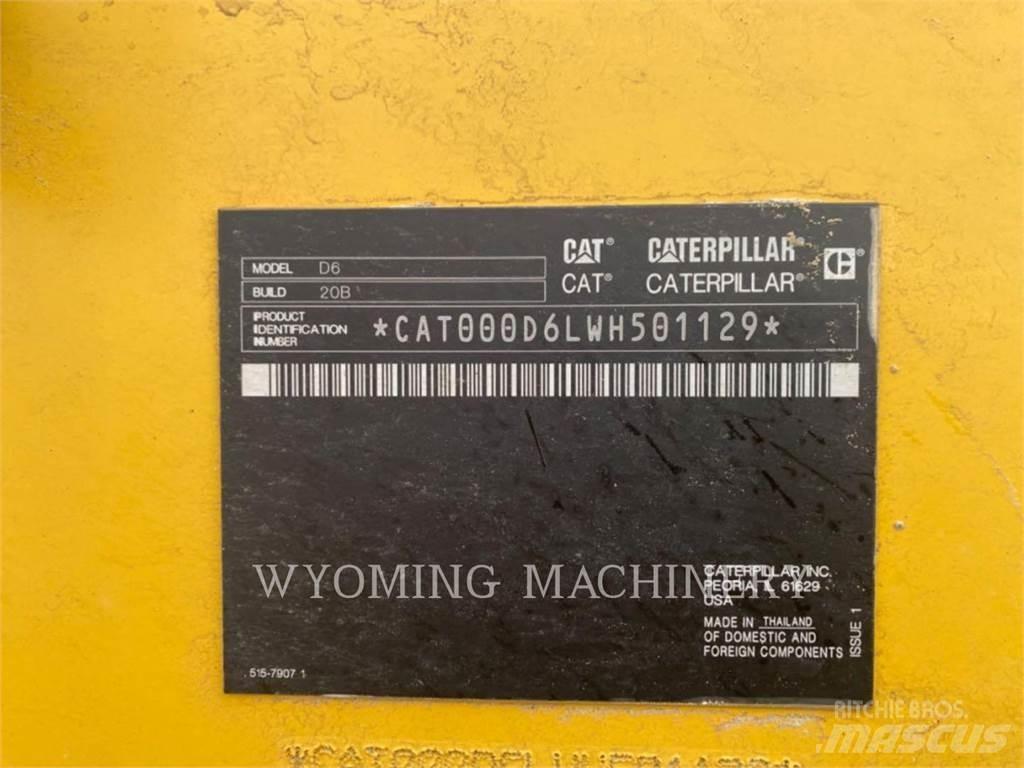 CAT® CATERPILLAR®
CAT® CATERPILLAR®
MODEL D6
BUILD 20B
PRODUCT
IDENTIFICATION
NUMBER
*CAT000D6LWH501129*
WYOMING MACHINERY
CATERPILLAR INC.
PEORIA IL 61629
USA
MADE IN THAILAND
OF DOMESTIC AND
FOREIGN COMPONENTS
ISSUE 1
515-7907 1
RITCHIE BROS.
MASCUS